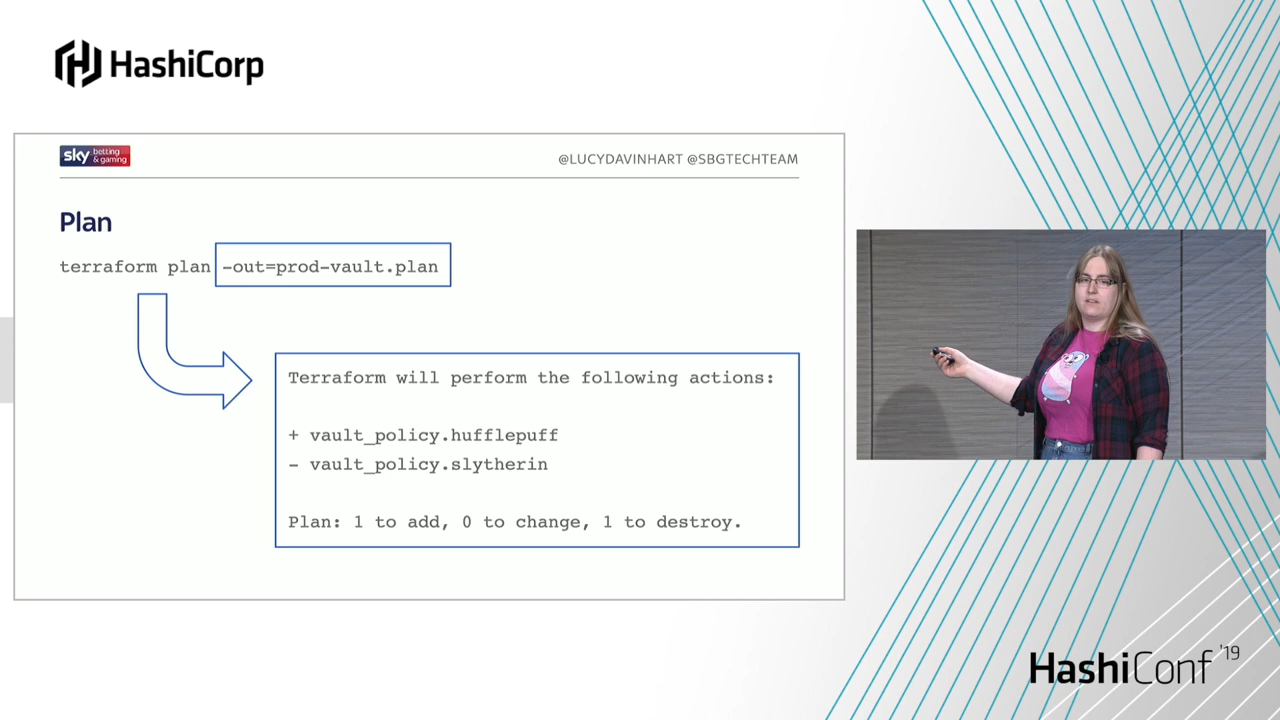 HashiCorp
sky betting & gaming
@LUCYDAVINHART @SBGTECHTEAM
Plan
terraform plan -out=prod-vault.plan
Terraform will perform the following actions:
+ vault_policy.hufflepuff
- vault_policy.slytherin
Plan: 1 to add, 0 to change, 1 to destroy.
HashiConf '19